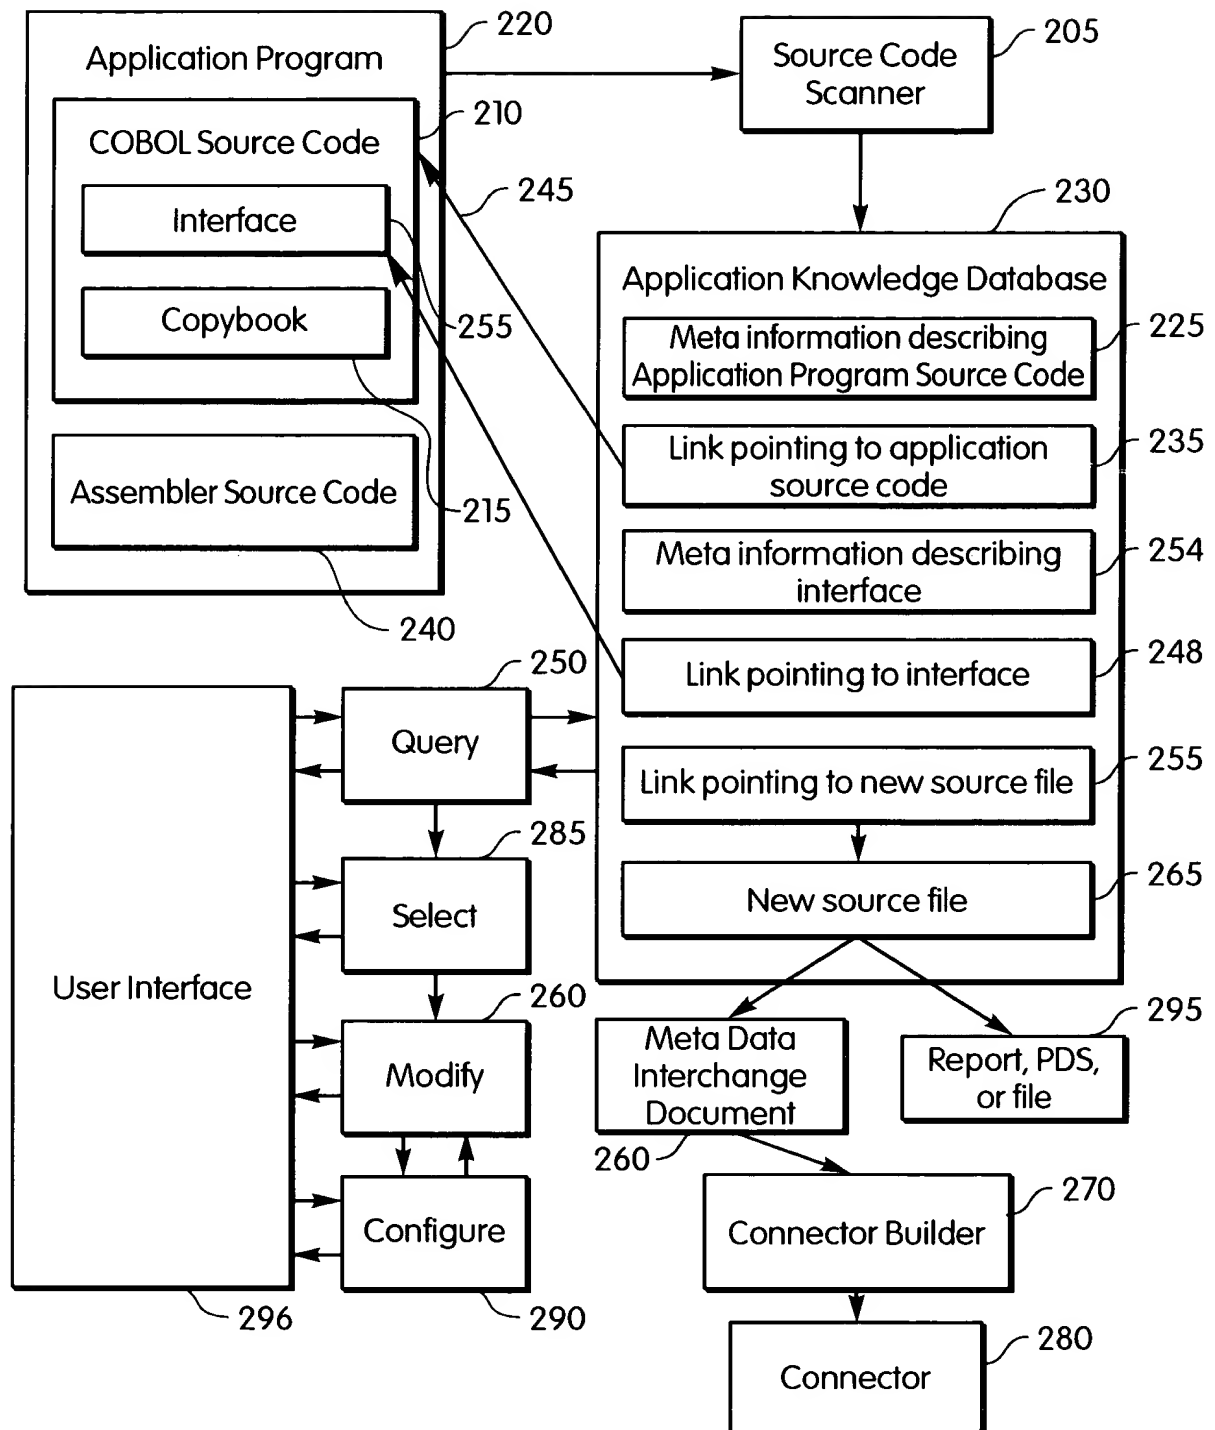 Application Program
220
COBOL Source Code
210
Interface
255
Copybook
215
Assembler Source Code
240
245
Source Code
Scanner
205
230
Application Knowledge Database
Meta information describing
Application Program Source Code
225
Link pointing to application
source code
235
Meta information describing
interface
254
Link pointing to interface
248
Link pointing to new source file
255
New source file
265
User Interface
296
Query
250
Select
285
Modify
260
Configure
290
Meta Data
Interchange
Document
260
Report, PDS,
or file
295
Connector Builder
270
Connector
280